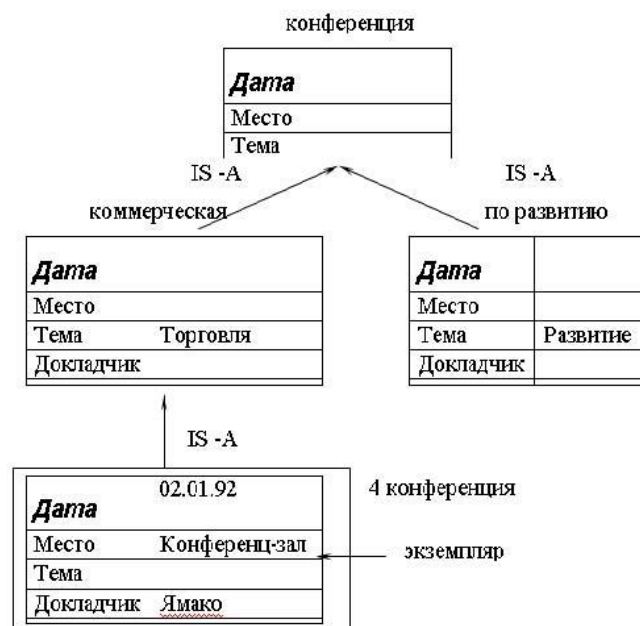 конференция
Дата
Место
Тема
IS -A IS -A
коммерческая по развитию
Дата Дата
Место Место
Тема Торговля Тема Развитие
Докладчик Докладчик
IS -A
02.01.92 4 конференция
Дата
Место Конференц-зал экземпляр
Тема
Докладчик Ямако